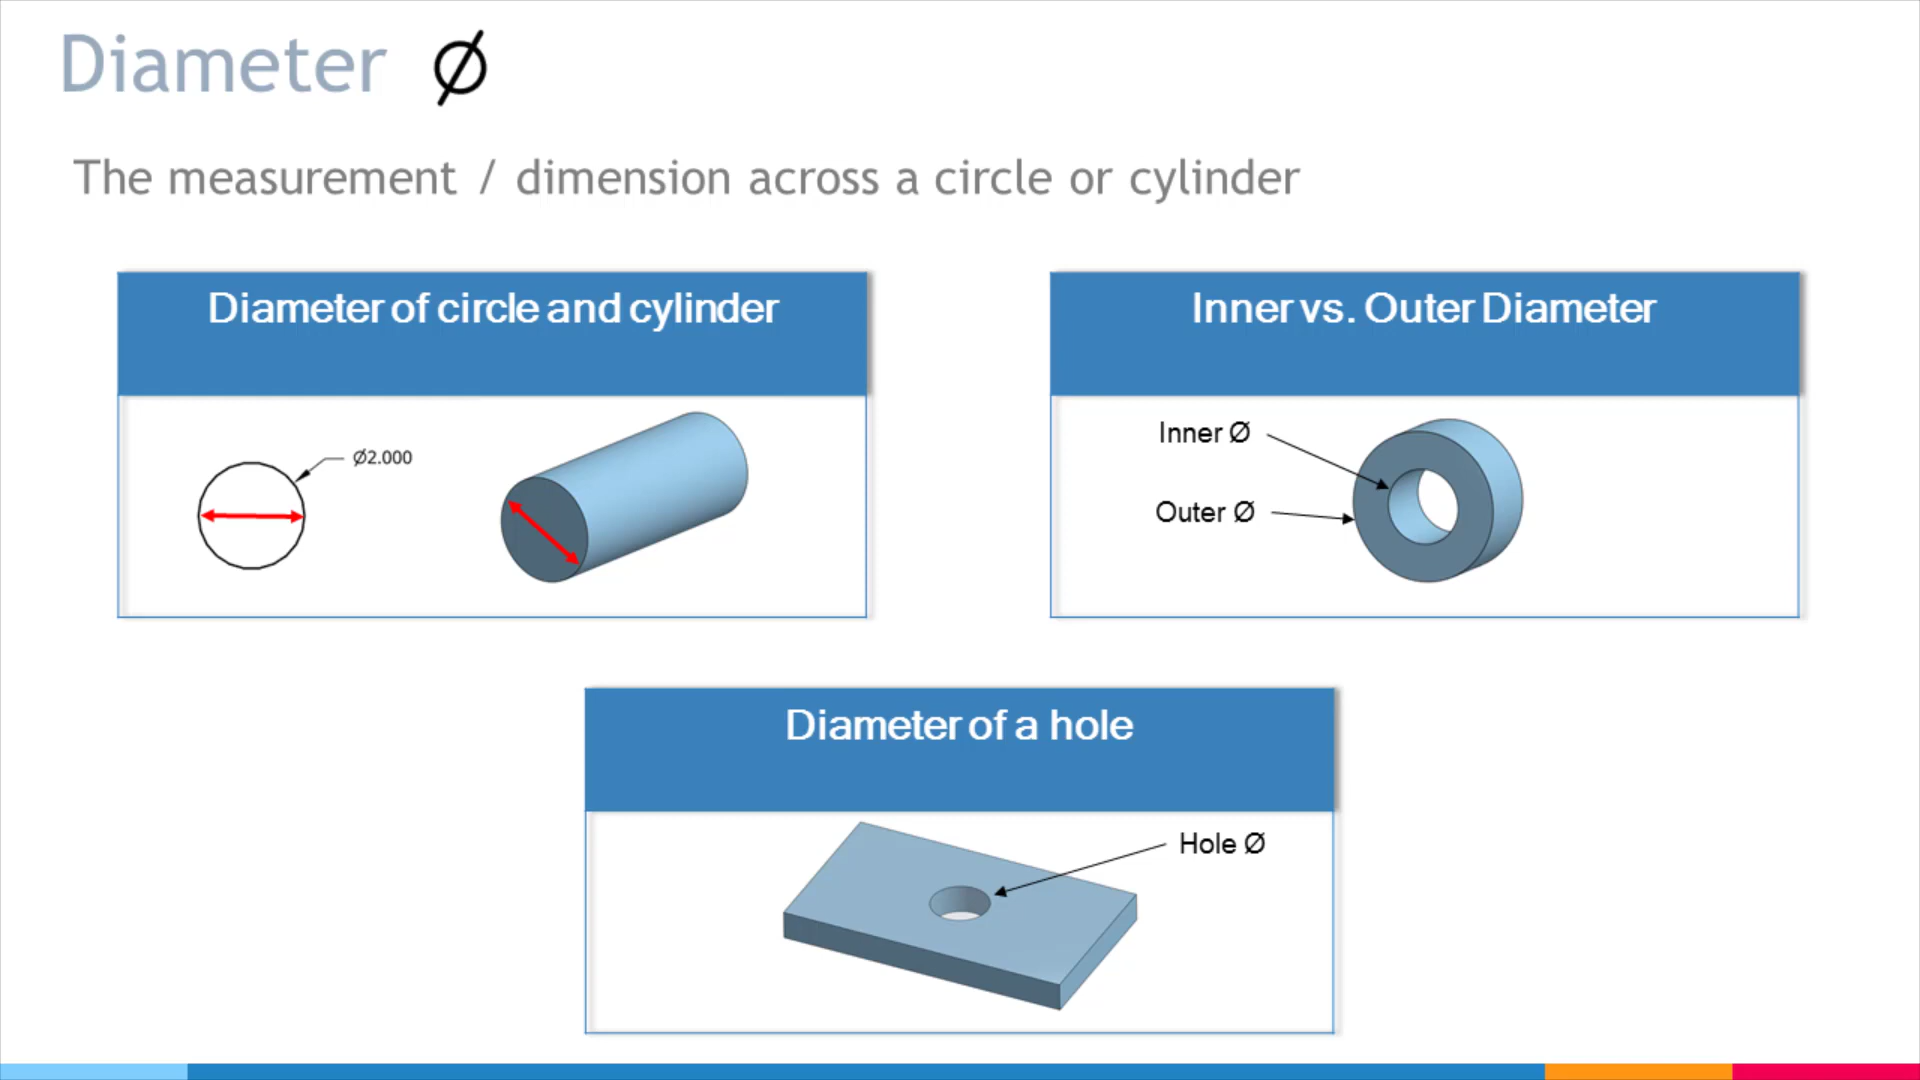 Diameter Ø
The measurement / dimension across a circle or cylinder
Diameter of circle and cylinder
Ø2.000
Inner vs. Outer Diameter
Inner Ø
Outer Ø
Diameter of a hole
Hole Ø